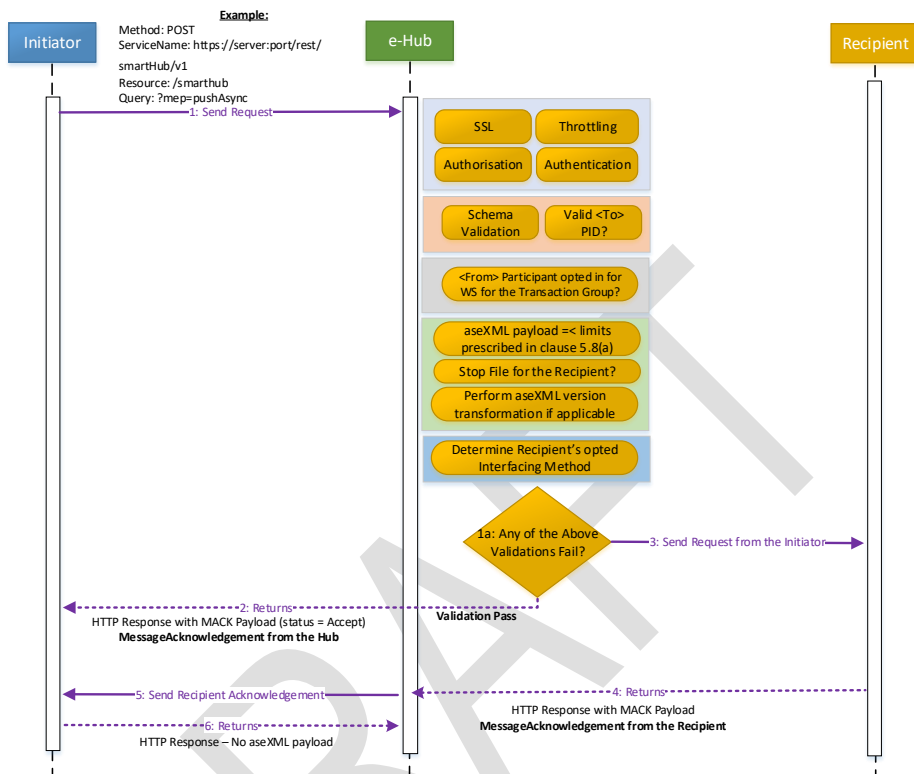 Example:
Method: POST
ServiceName: https://server:port/rest/
smartHub/v1
Resource: /smarthub
Query: ?mep=pushAsync
Initiator
e-Hub
Recipient
1: Send Request
SSL
Throttling
Authorisation
Authentication
Schema
Validation
Valid <To>
PID?
<From> Participant opted in for
WS for the Transaction Group?
aseXML payload =< limits
prescribed in clause 5.8(a)
Stop File for the Recipient?
Perform aseXML version
transformation if applicable
Determine Recipient's opted
Interfacing Method
1a: Any of the Above
Validations Fail?
3: Send Request from the Initiator
2: Returns
Validation Pass
HTTP Response with MACK Payload (status = Accept)
MessageAcknowledgement from the Hub
5: Send Recipient Acknowledgement
4: Returns
HTTP Response with MACK Payload
MessageAcknowledgement from the Recipient
6: Returns
HTTP Response – No aseXML payload
DRAFT